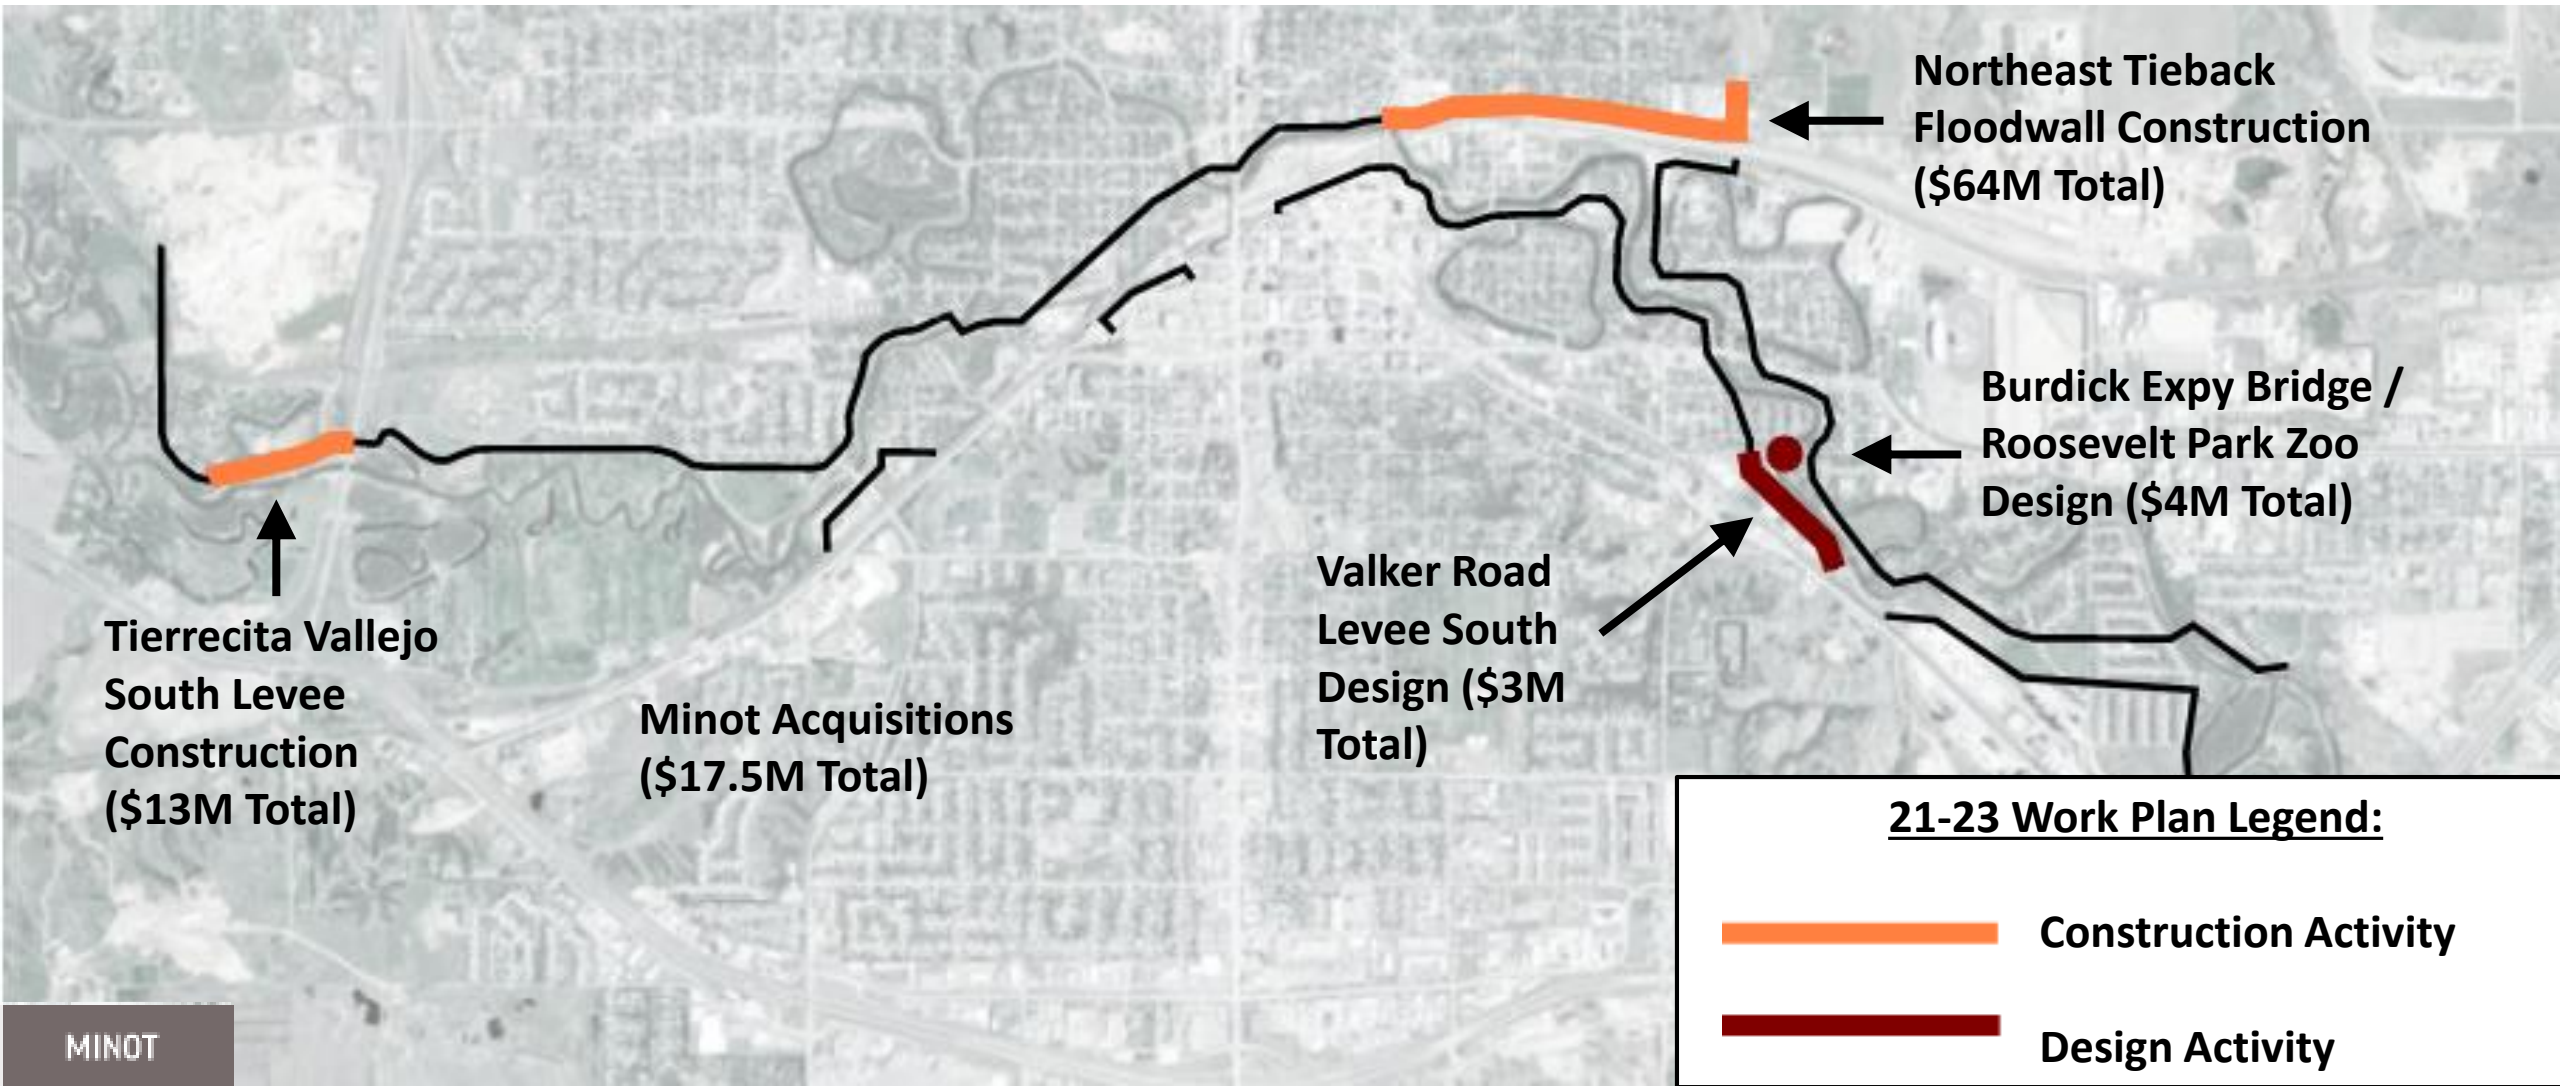 Northeast Tieback
Floodwall Construction
($64M Total)
Burdick Expy Bridge /
Roosevelt Park Zoo
Design ($4M Total)
Valker Road
Levee South
Design ($3M
Total)
Tierrecita Vallejo
South Levee
Construction
($13M Total)
Minot Acquisitions
($17.5M Total)
21-23 Work Plan Legend:
Construction Activity
Design Activity
MINOT